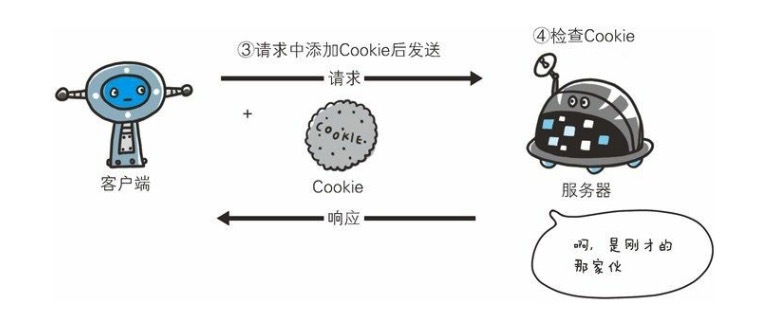 ③请求中添加Cookie后发送
④检查Cookie
请求
+
COOKIE.
客户端
Cookie
服务器
响应
啊，是刚才的
那家伙